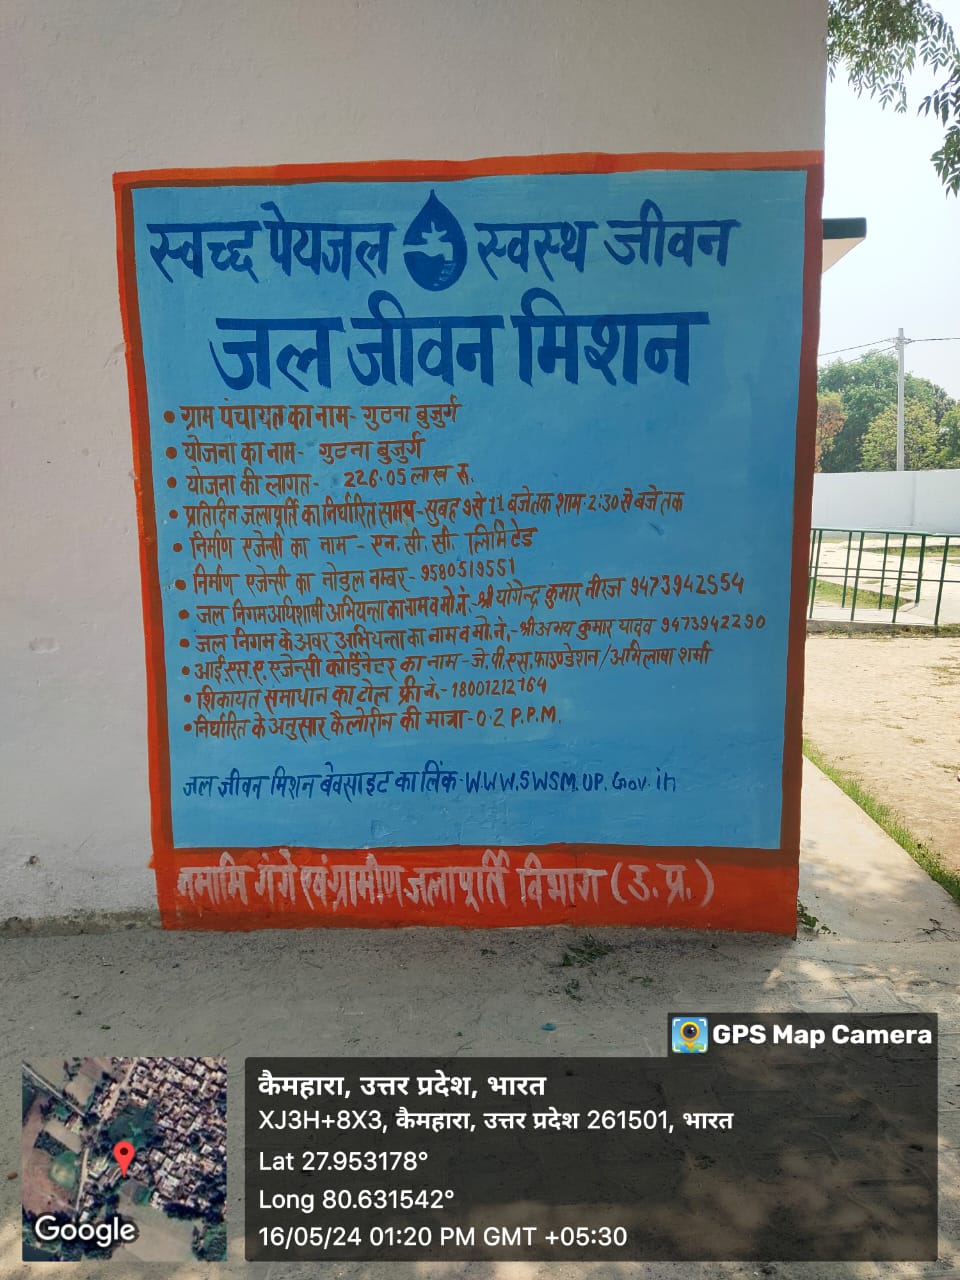 स्वच्छ पेयजल स्वस्थ जीवन
जल जीवन मिशन
• ग्राम पंचायत का नाम- गुठना बुजुर्ग
• योजना का नाम- गुटना बुजुर्ग
• योजना की लागत- 226.05 लाख रु.
• प्रतिदिन जलापूर्ति का निर्धारित समय-सुबह 9 से 11 बजे तक शाम-2:30 से बजे तक
• निर्माण एजेन्सी का नाम - एन. सी. सी. लिमिटेड
• निर्माण एजेन्सी का नोडल नम्बर- 9580519551
• जल निगम अधिशाषी अभियन्ता का नाम व मो.नं.-श्री योगेन्द्र कुमार नीरज 9473942554
• जल निगम के अवर अभियन्ता का नाम व मो. नं.-श्री अभय कुमार यादव 9473942290
• आई.एस.ए. एजेन्सी कोर्डिनेटर का नाम - जे.पी.एस. फाउण्डेशन/अभिलाषा शर्मा
• शिकायत समाधान का टोल फ्री नं.- 18001212164
• निर्धारित के अनुसार कैलोरीन की मात्रा-0.2 P.P.M.
जल जीवन मिशन बेवसाइट का लिंक-WWW.SWSM.UP.Gov.in
नमामि गंगे एवं ग्रामीण जलापूर्ति विभाग (उ.प्र.)
GPS Map Camera
कैमहारा, उत्तर प्रदेश, भारत
XJ3H+8X3, कैमहारा, उत्तर प्रदेश 261501, भारत
Lat 27.953178°
Long 80.631542°
16/05/24 01:20 PM GMT +05:30
Google